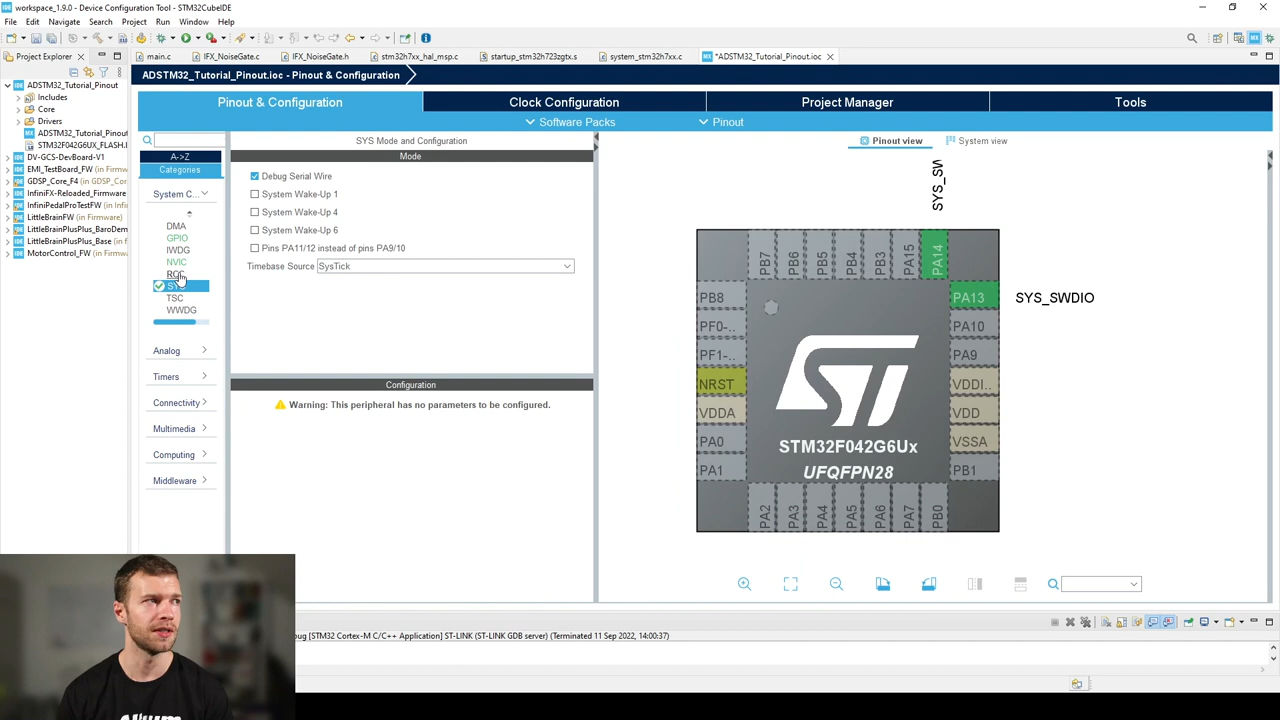 workspace_1.9.0 - Device Configuration Tool - STM32CubeIDE
File Edit Navigate Search Project Run Window Help
Project Explorer
main.c
IFX_NoiseGate.c
IFX_NoiseGate.h
stm32h7xx_hal_msp.c
startup_stm32h723zgtx.s
system_stm32h7xx.c
*ADSTM32_Tutorial_Pinout.ioc
ADSTM32_Tutorial_Pinout
Includes
Core
Drivers
ADSTM32_Tutorial_Pinout
STM32F042G6UX_FLASH.l
DV-GCS-DevBoard-V1
EMI_TestBoard_FW (in Firmw
GDSP_Core_F4 (in GDSP_Cor
InfiniFX-Reloaded_Firmware
InfiniPedalProTestFW (in Infi
LittleBrainFW (in Firmware)
LittleBrainPlusPlus_BaroDem
LittleBrainPlusPlus_Base (in f
MotorControl_FW (in Firmwa
ADSTM32_Tutorial_Pinout.ioc - Pinout & Configuration
Pinout & Configuration
Clock Configuration
Project Manager
Tools
Software Packs
Pinout
A->Z
Categories
System C...
DMA
GPIO
IWDG
NVIC
RCC
SYS
TSC
WWDG
Analog
Timers
Connectivity
Multimedia
Computing
Middleware
SYS Mode and Configuration
Mode
Debug Serial Wire
System Wake-Up 1
System Wake-Up 4
System Wake-Up 6
Pins PA11/12 instead of pins PA9/10
Timebase Source SysTick
Configuration
Warning: This peripheral has no parameters to be configured.
Pinout view
System view
SYS_SW
PB7 PB6 PB5 PB4 PB3 PA15 PA14
PB8
PF0-..
PF1-..
NRST
VDDA
PA0
PA1
PA13
PA10
PA9
VDDI..
VDD
VSSA
PB1
SYS_SWDIO
ST
STM32F042G6Ux
UFQFPN28
PA2 PA3 PA4 PA5 PA6 PA7 PB0
bug [STM32 Cortex-M C/C++ Application] ST-LINK (ST-LINK GDB server) (Terminated 11 Sep 2022, 14:00:37)